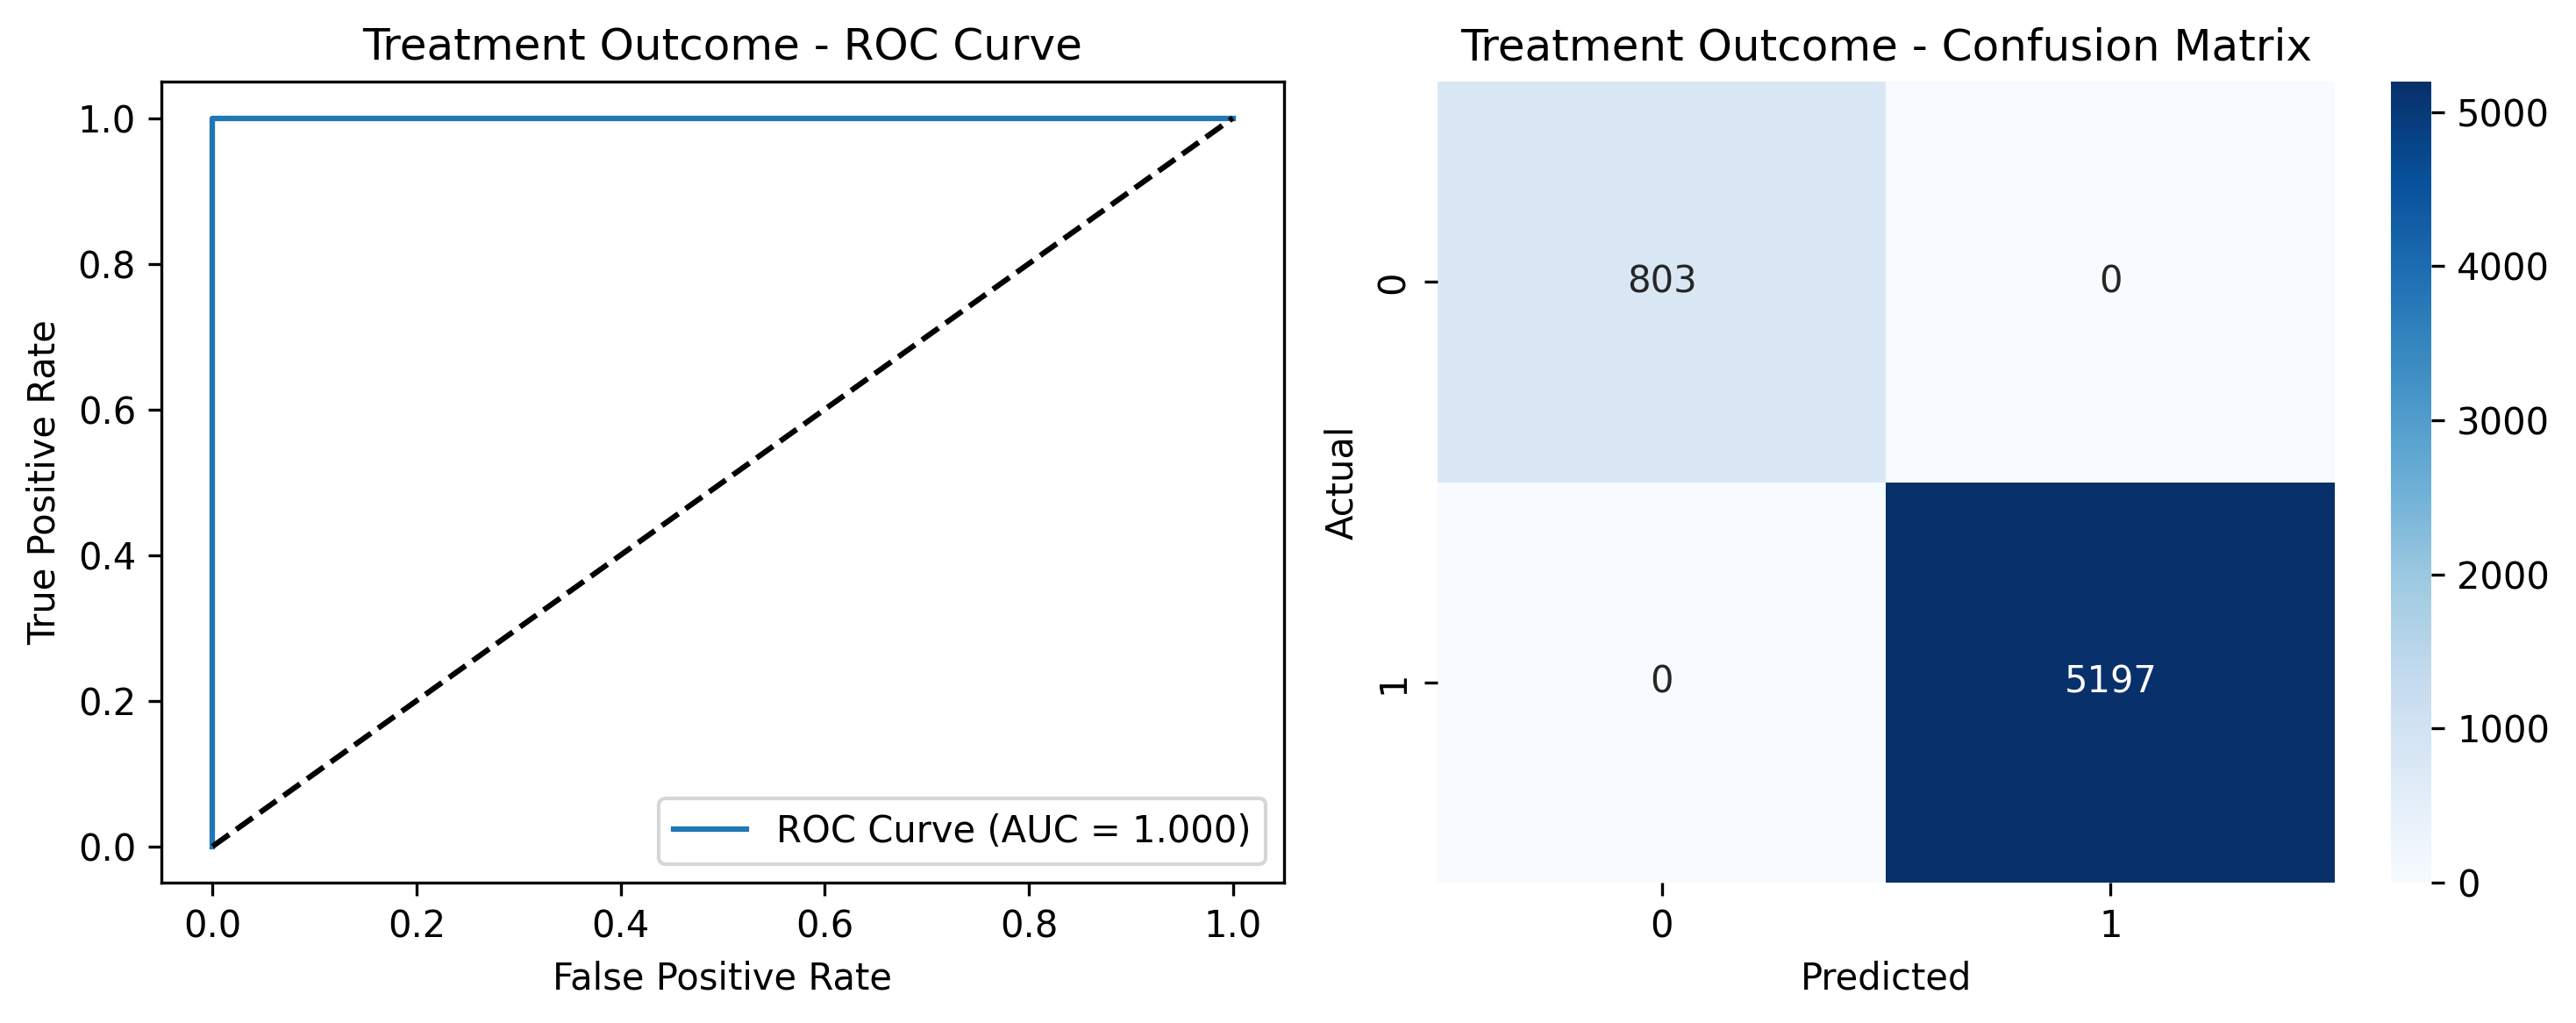 Treatment Outcome - ROC Curve
True Positive Rate
1.0
0.8
0.6
0.4
0.2
0.0
ROC Curve (AUC = 1.000)
0.0 0.2 0.4 0.6 0.8 1.0
False Positive Rate
Treatment Outcome - Confusion Matrix
Actual
0
1
803 0
0 5197
0 1
Predicted
5000
4000
3000
2000
1000
0